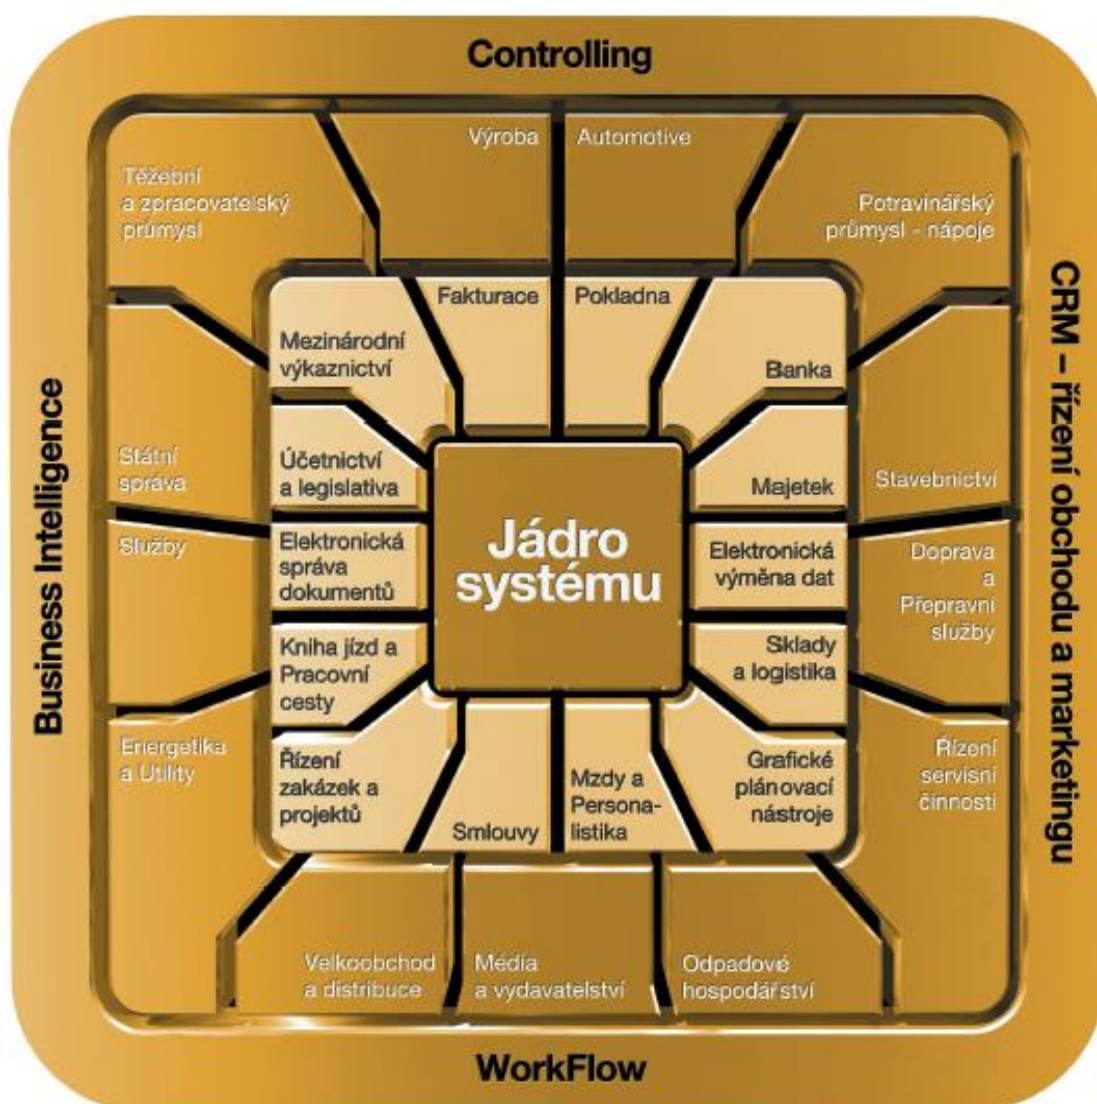 Controlling
Výroba
Automotive
Těžební
a zpracovatelský
průmysl
Potravinářský
průmysl - nápoje
Fakturace
Pokladna
Mezinárodní
výkaznictví
Banka
CRM – řízení obchodu a marketingu
Business Intelligence
Státní
správa
Účetnictví
a legislativa
Majetek
Stavebnictví
Služby
Elektronická
správa
dokumentů
Jádro
systému
Elektronická
výměna dat
Doprava
a
Přepravní
služby
Kniha jízd a
Pracovní
cesty
Sklady
a logistika
Energetika
a Utility
Řízení
zakázek a
projektů
Smlouvy
Mzdy a
Persona-
listika
Grafické
plánovací
nástroje
Řízení
servisní
činnosti
Velkoobchod
a distribuce
Média
a vydavatelství
Odpadové
hospodářství
WorkFlow